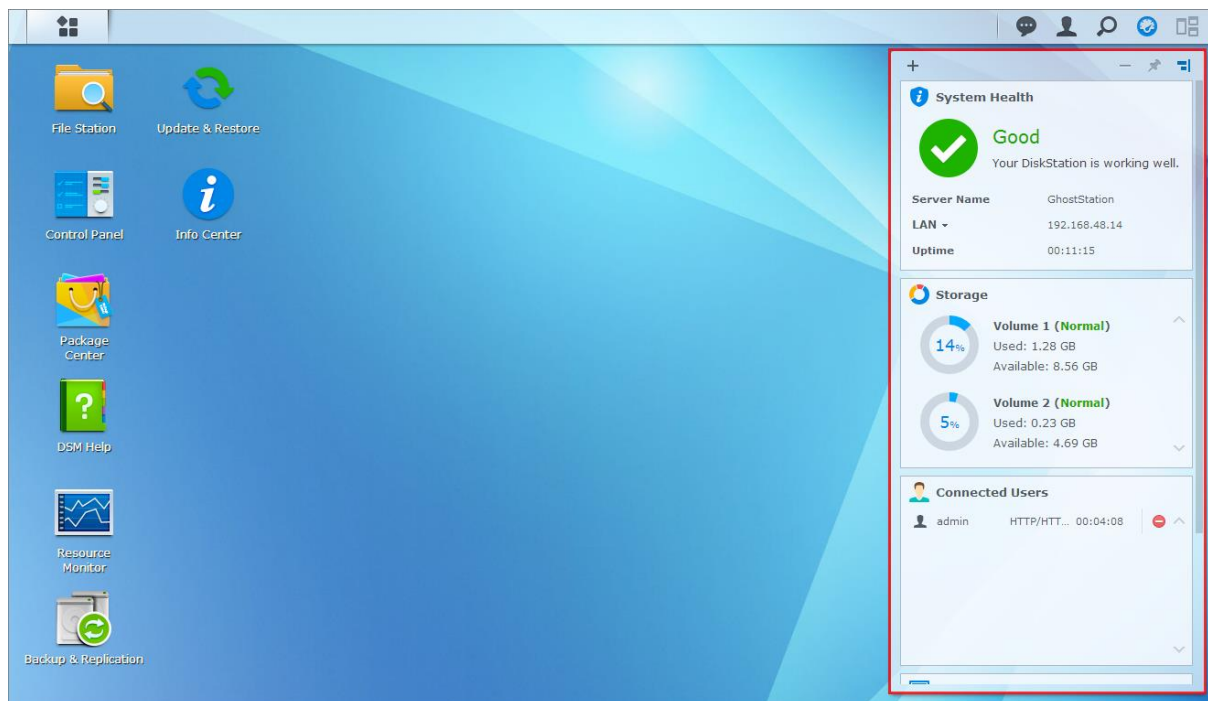 File Station
Update & Restore
Control Panel
Info Center
Package
Center
DSM Help
Resource
Monitor
Backup & Replication
System Health
Good
Your DiskStation is working well.
Server Name GhostStation
LAN 192.168.48.14
Uptime 00:11:15
Storage
14%
Volume 1 (Normal)
Used: 1.28 GB
Available: 8.56 GB
5%
Volume 2 (Normal)
Used: 0.23 GB
Available: 4.69 GB
Connected Users
admin HTTP/HTT... 00:04:08